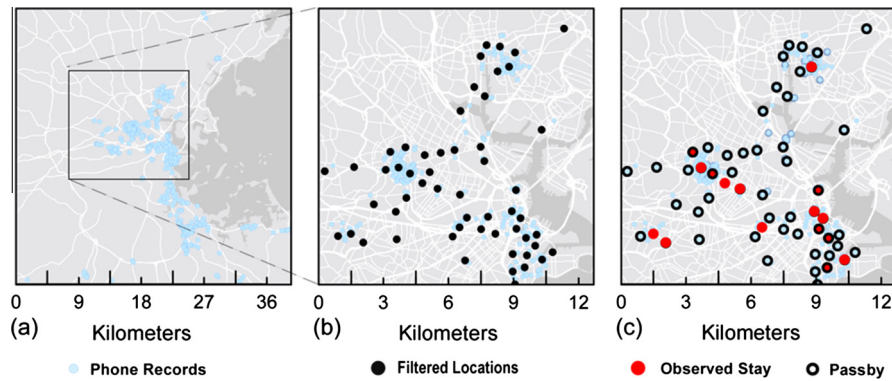 0 9 18 27 36
(a) Kilometers
Phone Records
0 3 6 9 12
(b) Kilometers
Filtered Locations
0 3 6 9 12
(c) Kilometers
Observed Stay Passby